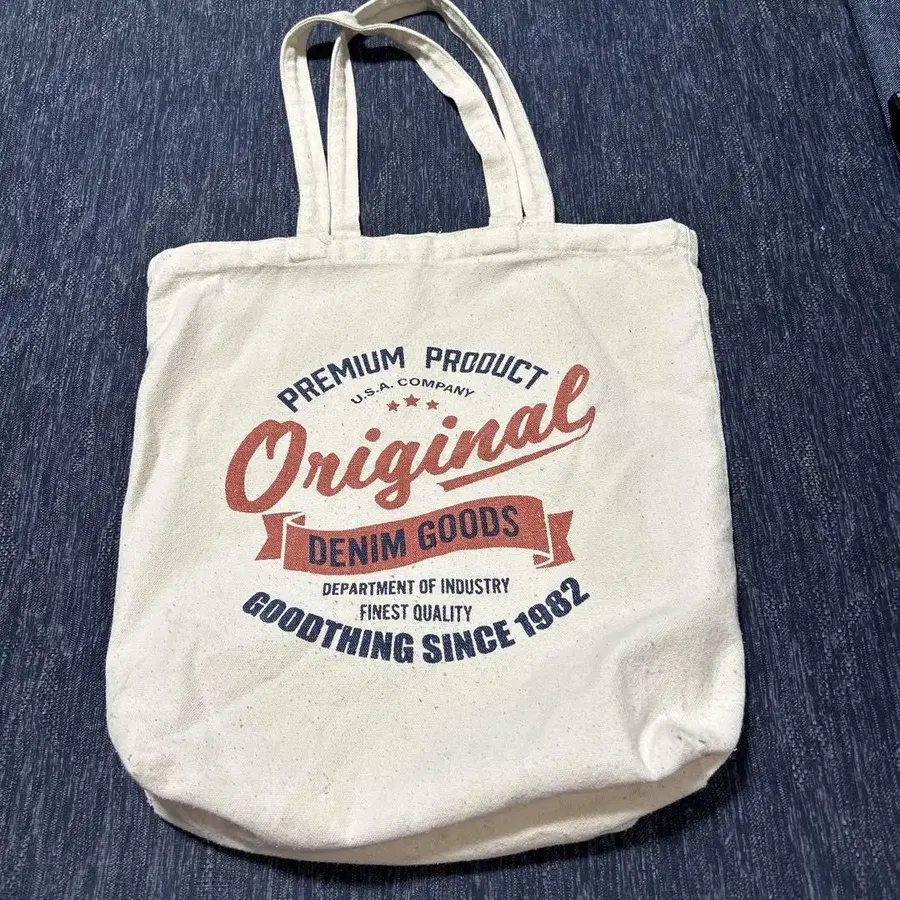 PREMIUM PRODUCT
U.S.A. COMPANY
Original
DENIM GOODS
DEPARTMENT OF INDUSTRY
FINEST QUALITY
GOODTHING SINCE 1982